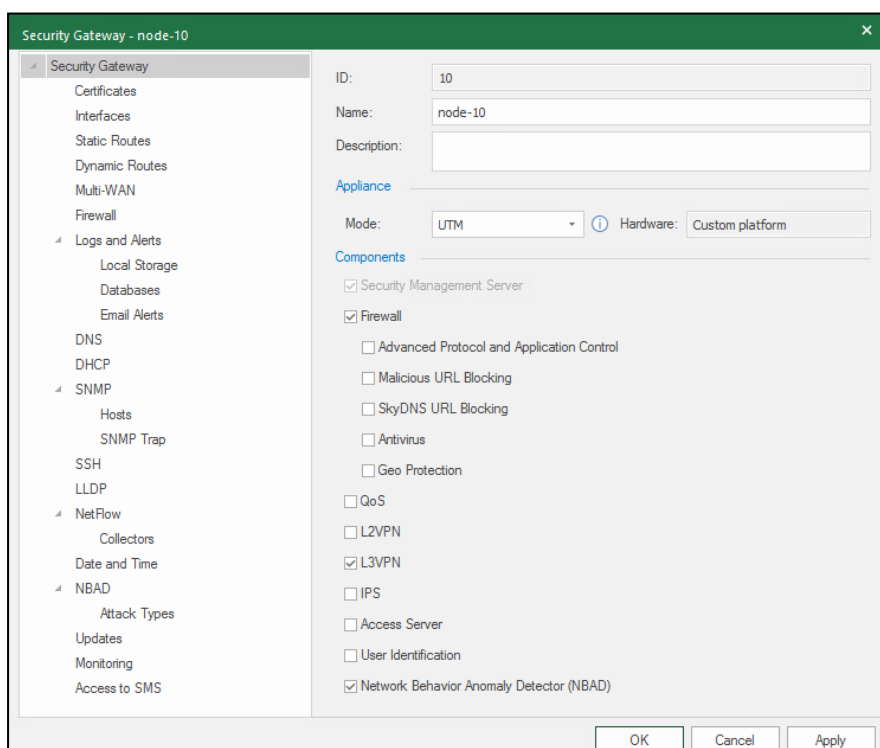 Security Gateway - node-10
Security Gateway
Certificates
Interfaces
Static Routes
Dynamic Routes
Multi-WAN
Firewall
Logs and Alerts
Local Storage
Databases
Email Alerts
DNS
DHCP
SNMP
Hosts
SNMP Trap
SSH
LLDP
NetFlow
Collectors
Date and Time
NBAD
Attack Types
Updates
Monitoring
Access to SMS
ID: 10
Name: node-10
Description:
Appliance
Mode: UTM Hardware: Custom platform
Components
Security Management Server
Firewall
Advanced Protocol and Application Control
Malicious URL Blocking
SkyDNS URL Blocking
Antivirus
Geo Protection
QoS
L2VPN
L3VPN
IPS
Access Server
User Identification
Network Behavior Anomaly Detector (NBAD)
OK Cancel Apply